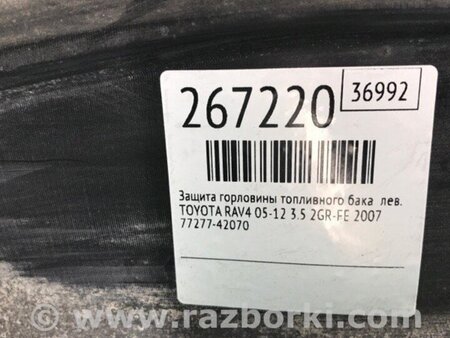 267220 36992
Защита горловины топливного бака лев.
TOYOTA RAV4 05-12 3.5 2GR-FE 2007
77277-42070
www.razborki.com